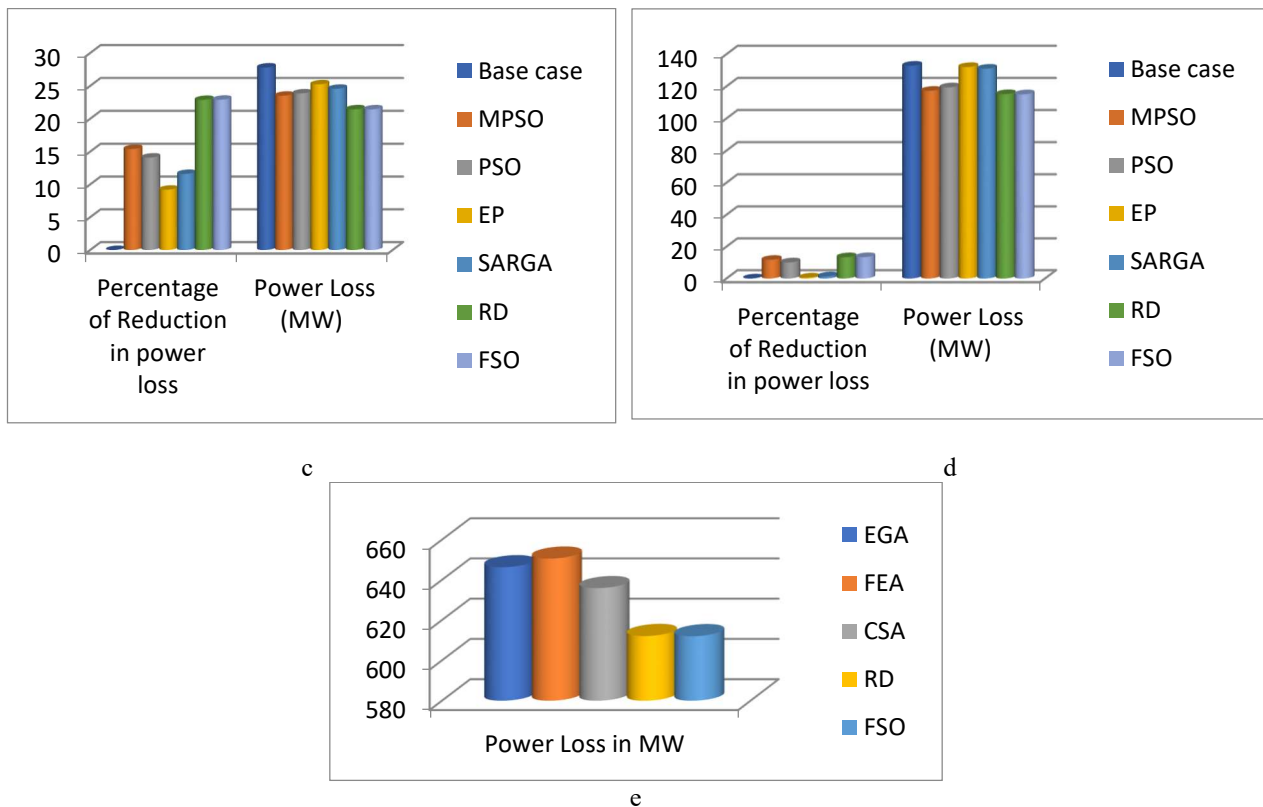 30
25
20
15
10
5
0
Percentage
of Reduction
in power
loss
Power Loss
(MW)
Base case
MPSO
PSO
EP
SARGA
RD
FSO
140
120
100
80
60
40
20
0
Percentage
of Reduction
in power loss
Power Loss
(MW)
Base case
MPSO
PSO
EP
SARGA
RD
FSO
c
d
660
640
620
600
580
Power Loss in MW
EGA
FEA
CSA
RD
FSO
e